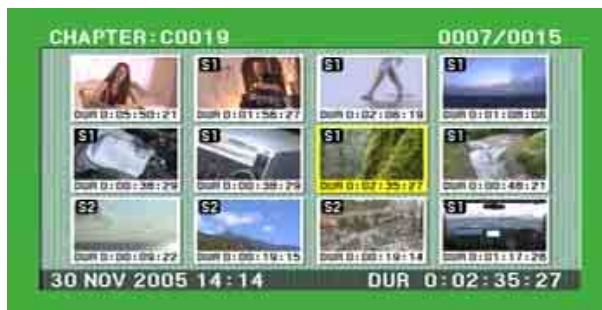 CHAPTER:C0019 0007/0015
S1 S1 S1
DUR 0:05:50:21 DUR 0:01:56:27 DUR 0:02:06:19 DUR 0:01:08:06
S1 S1 S1 S1
DUR 0:00:38:29 DUR 0:00:38:29 DUR 0:02:35:27 DUR 0:00:48:21
S2 S2 S2 S1
DUR 0:00:09:22 DUR 0:00:19:15 DUR 0:00:19:14 DUR 0:01:17:28
30 NOV 2005 14:14 DUR 0:02:35:27